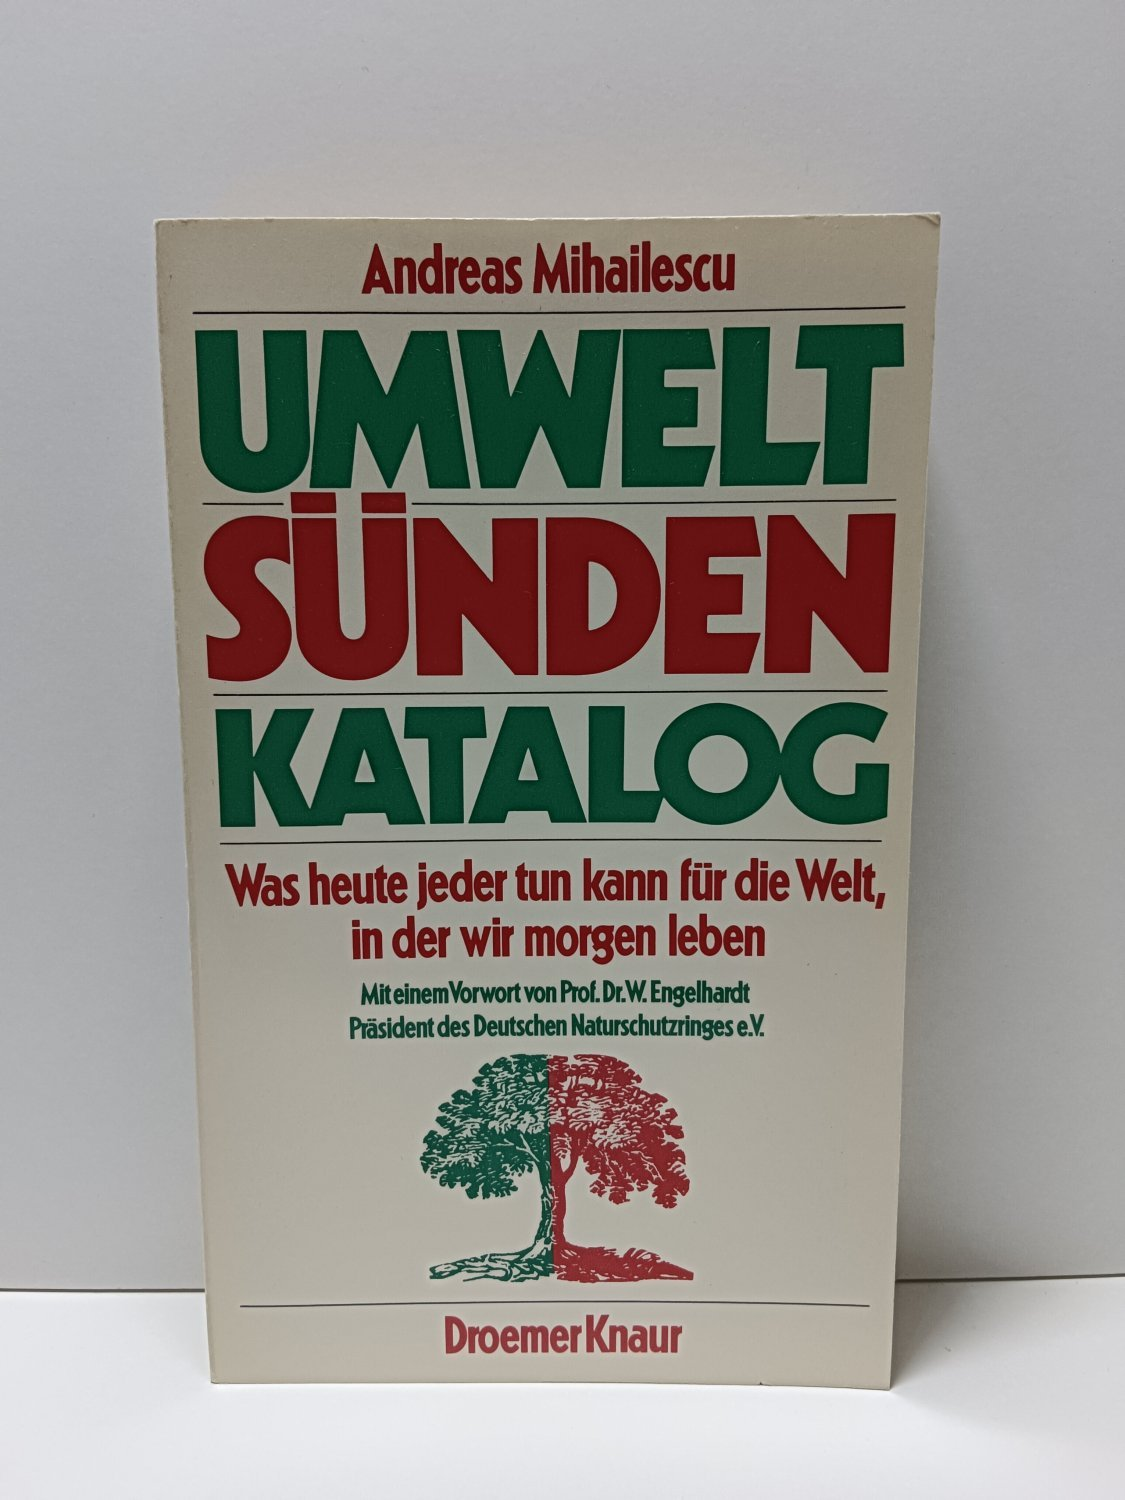 Andreas Mihailescu
UMWELT
SÜNDEN
KATALOG
Was heute jeder tun kann für die Welt,
in der wir morgen leben
Mit einem Vorwort von Prof. Dr. W. Engelhardt
Präsident des Deutschen Naturschutzringes e.V.
Droemer Knaur